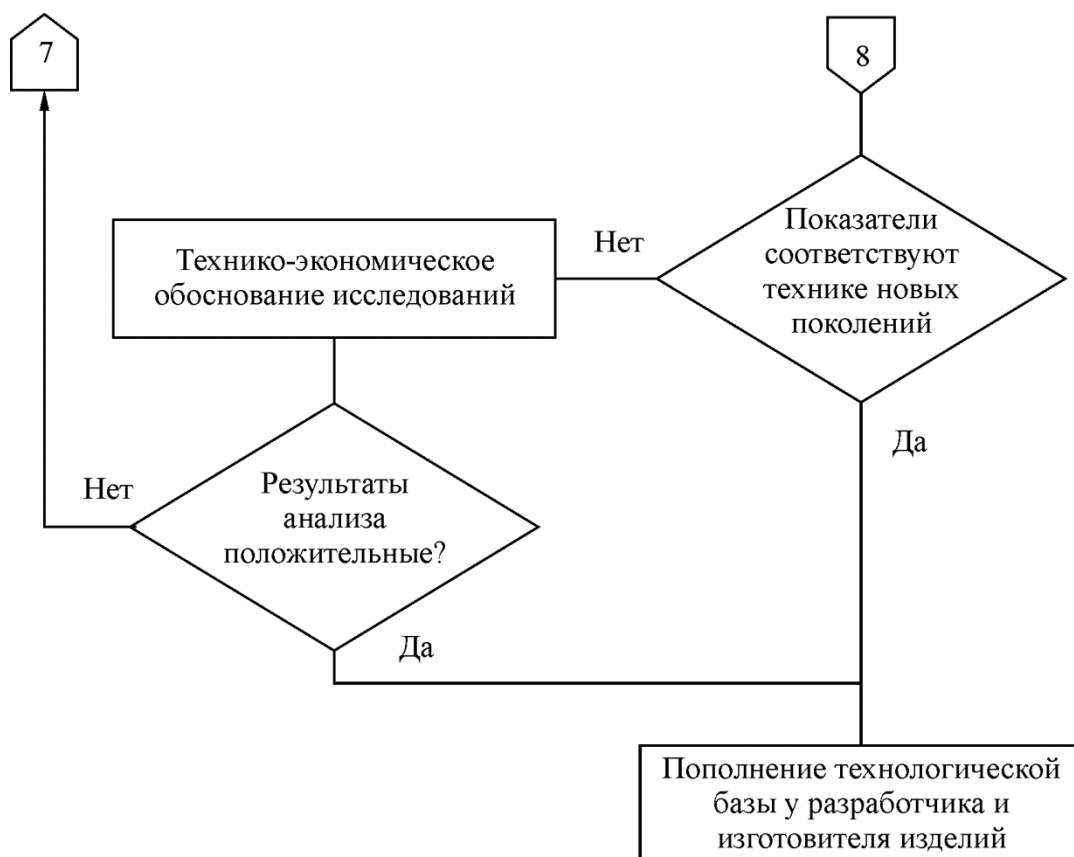 7
8
Показатели
соответствуют
технике новых
поколений
Нет
Технико-экономическое
обоснование исследований
Да
Нет
Результаты
анализа
положительные?
Да
Пополнение технологической
базы у разработчика и
изготовителя изделий